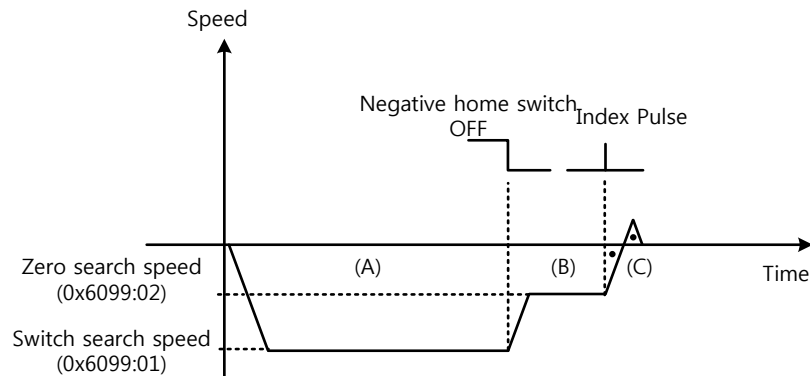 Speed
Negative home switch
OFF
Index Pulse
Zero search speed
(0x6099:02)
(A)
(B)
(C)
Time
Switch search speed
(0x6099:01)